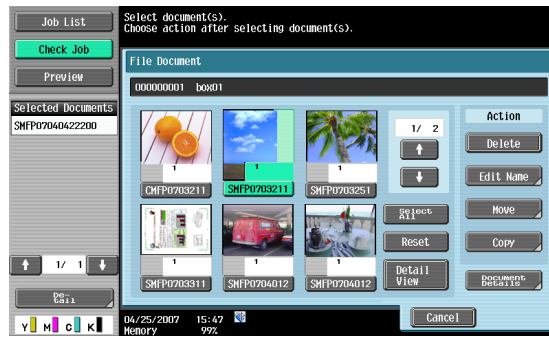 Job List
Check Job
Preview
Selected Documents
SMFP07040422200
1/ 1
De-
tail
Y M C K
Select document(s).
Choose action after selecting document(s).
File Document
000000001 box01
1
CMFP0703211
1
SMFP0703211
1
SMFP0703251
1
SMFP0703311
1
SMFP0704012
1
SMFP0704012
1/ 2
Select
All
Reset
Detail
View
Action
Delete
Edit Name
Move
Copy
Document
Details
04/25/2007 15:47
Memory 99%
Cancel